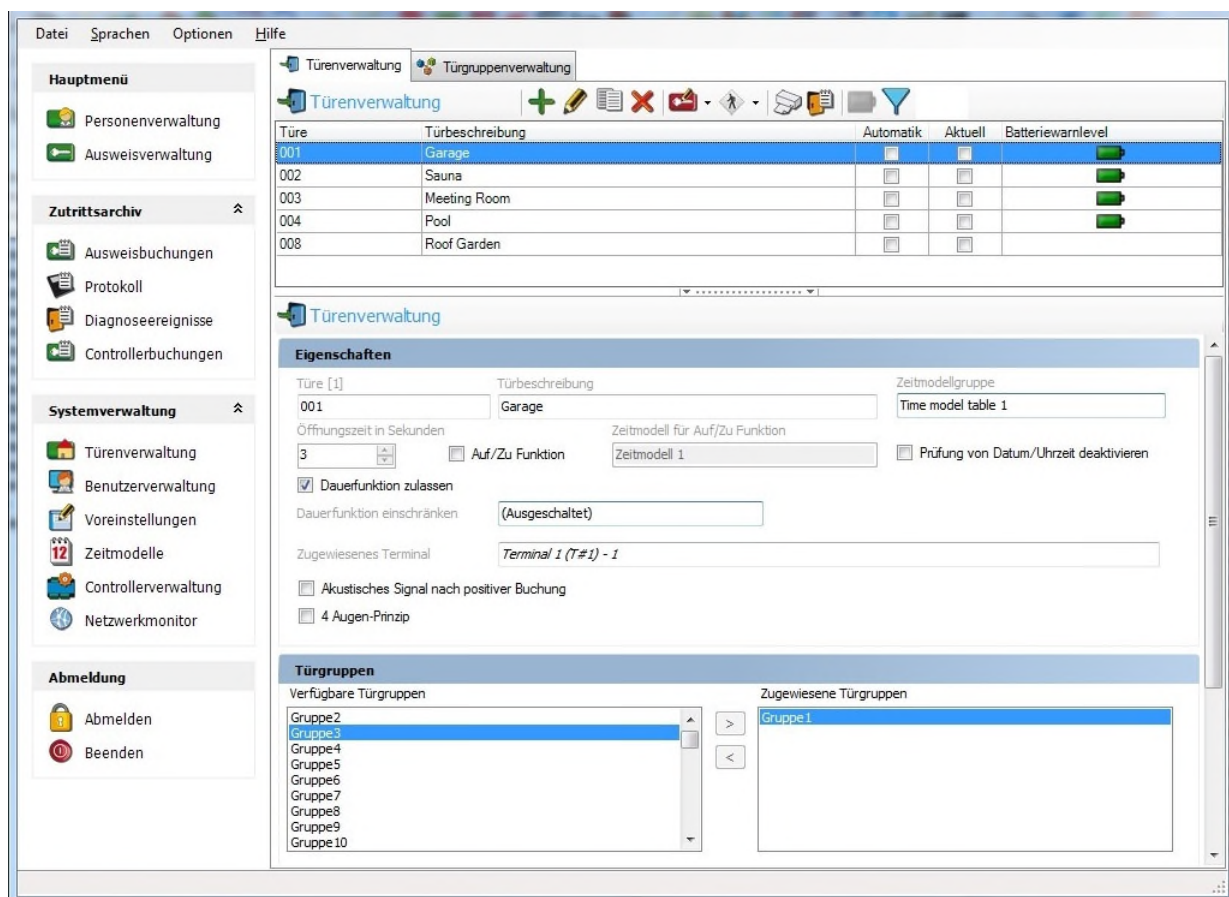 Datei Sprachen Optionen Hilfe
Hauptmenü
Personenverwaltung
Ausweisverwaltung
Zutrittsarchiv
Ausweisbuchungen
Protokoll
Diagnoseereignisse
Controllerbuchungen
Systemverwaltung
Türenverwaltung
Benutzerverwaltung
Voreinstellungen
12 Zeitmodelle
Controllerverwaltung
Netzwerkmonitor
Abmeldung
Abmelden
Beenden
Türenverwaltung Türgruppenverwaltung
Türenverwaltung
Türe Türbeschreibung Automatik Aktuell Batteriewarnlevel
001 Garage
002 Sauna
003 Meeting Room
004 Pool
008 Roof Garden
Türenverwaltung
Eigenschaften
Türe [1] Türbeschreibung Zeitmodellgruppe
001 Garage Time model table 1
Öffnungszeit in Sekunden Zeitmodell für Auf/Zu Funktion
3 Auf/Zu Funktion Zeitmodell 1 Prüfung von Datum/Uhrzeit deaktivieren
Dauerfunktion zulassen
Dauerfunktion einschränken (Ausgeschaltet)
Zugewiesenes Terminal Terminal 1 (T#1) - 1
Akustisches Signal nach positiver Buchung
4 Augen-Prinzip
Türgruppen
Verfügbare Türgruppen Zugewiesene Türgruppen
Gruppe2
Gruppe3
Gruppe4
Gruppe5
Gruppe6
Gruppe7
Gruppe8
Gruppe9
Gruppe10
>
<
Gruppe1